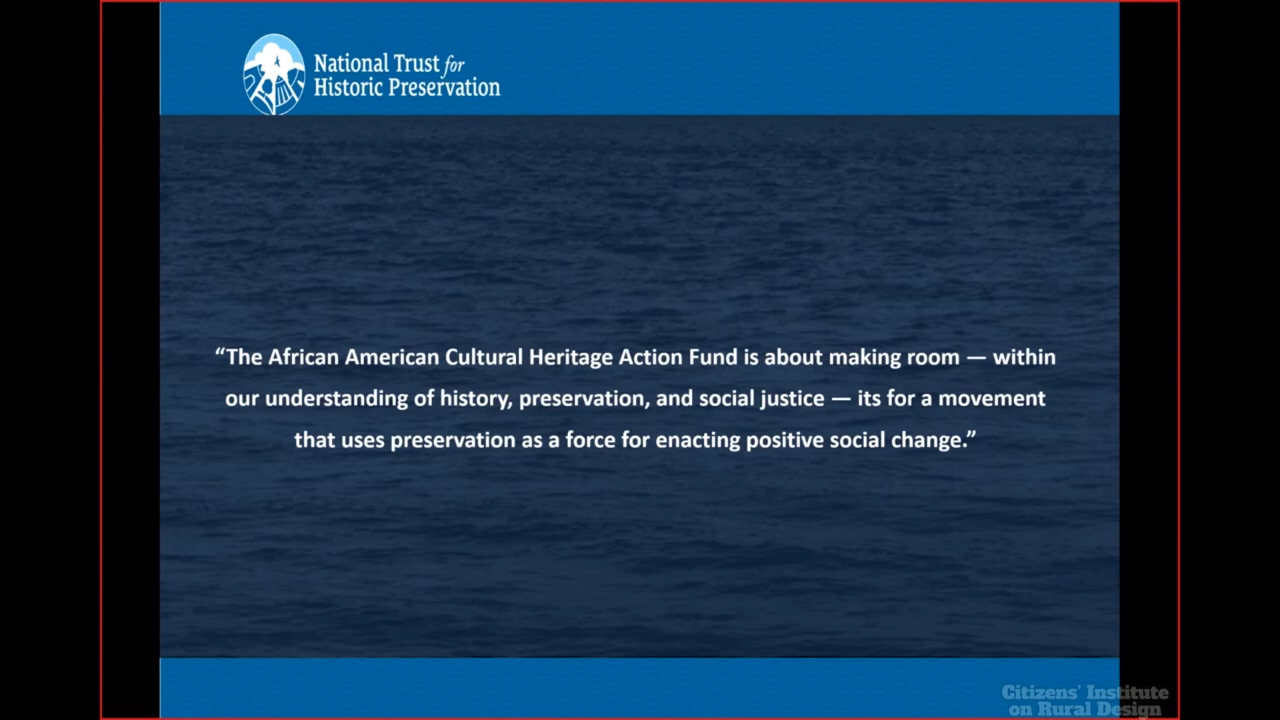 National Trust for
Historic Preservation
“The African American Cultural Heritage Action Fund is about making room — within
our understanding of history, preservation, and social justice — its for a movement
that uses preservation as a force for enacting positive social change.”
Citizens' Institute
on Rural Design